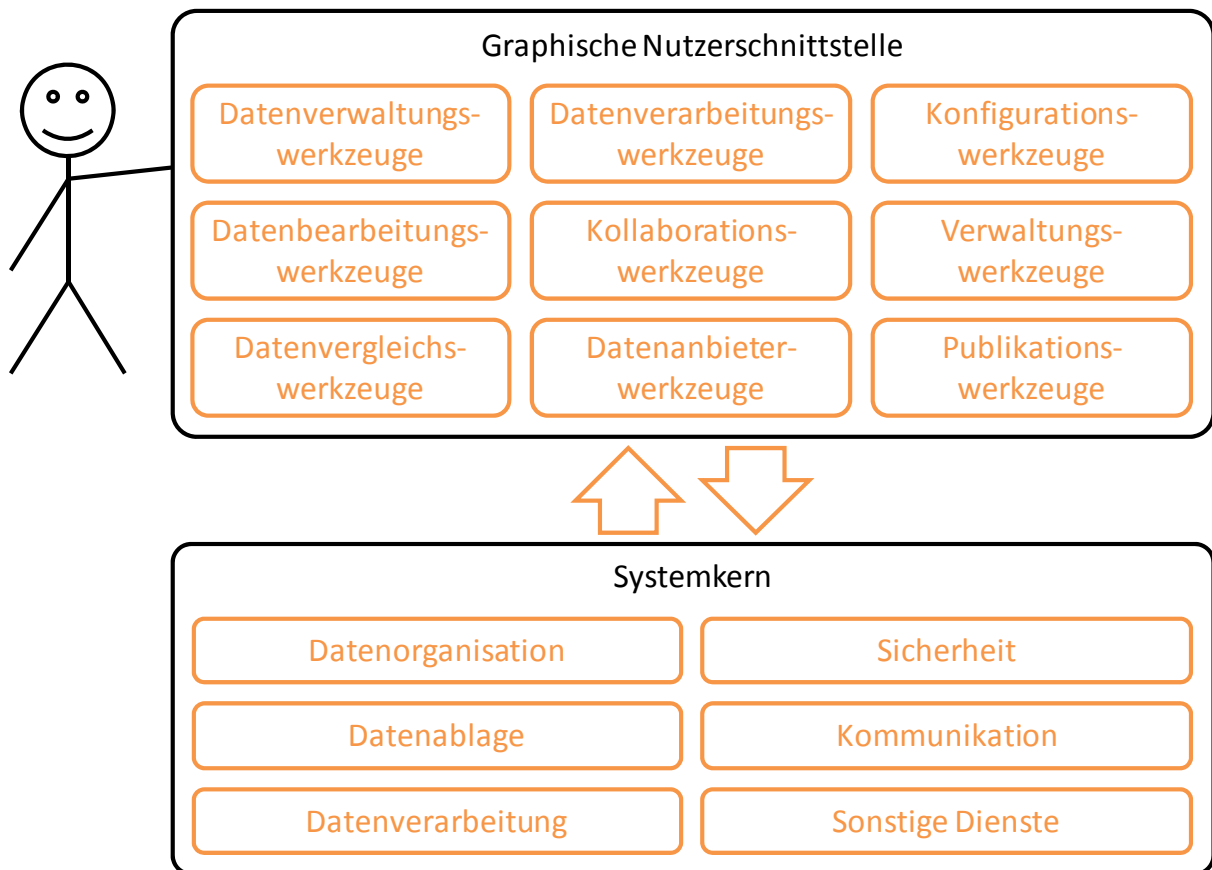 Graphische Nutzerschnittstelle
Datenverwaltungs-
werkzeuge
Datenverarbeitungs-
werkzeuge
Konfigurations-
werkzeuge
Datenbearbeitungs-
werkzeuge
Kollaborations-
werkzeuge
Verwaltungs-
werkzeuge
Datenvergleichs-
werkzeuge
Datenanbieter-
werkzeuge
Publikations-
werkzeuge
Systemkern
Datenorganisation
Sicherheit
Datenablage
Kommunikation
Datenverarbeitung
Sonstige Dienste